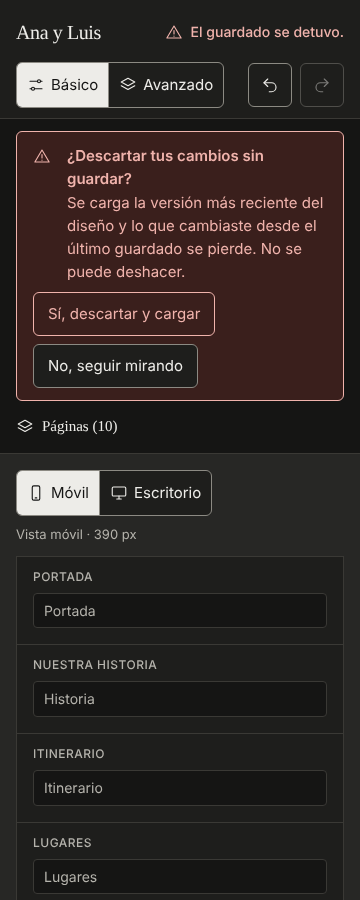 Ana y Luis
El guardado se detuvo.
Básico
Avanzado
¿Descartar tus cambios sin
guardar?
Se carga la versión más reciente del
diseño y lo que cambiaste desde el
último guardado se pierde. No se
puede deshacer.
Sí, descartar y cargar
No, seguir mirando
Páginas (10)
Móvil
Escritorio
Vista móvil · 390 px
PORTADA
Portada
NUESTRA HISTORIA
Historia
ITINERARIO
Itinerario
LUGARES
Lugares